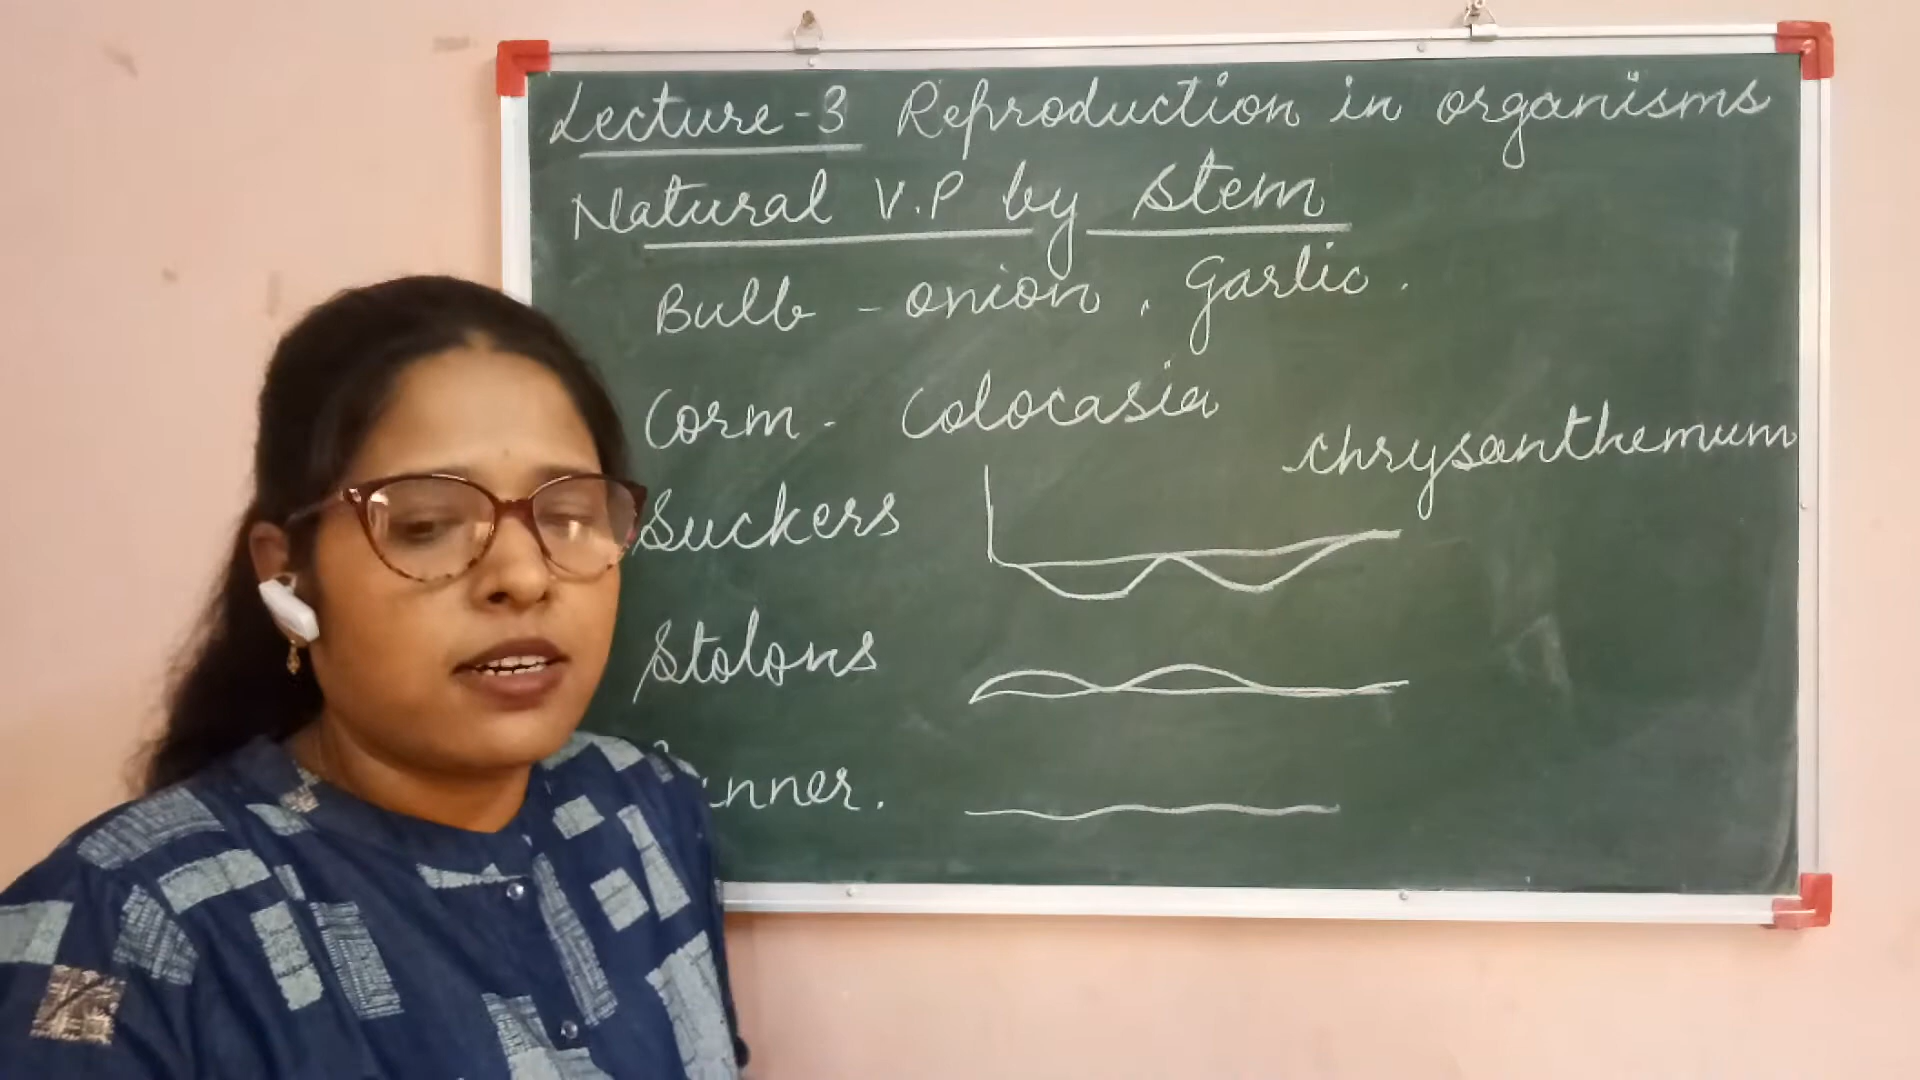 Lecture-3 Reproduction in organisms
Natural V.P by stem
Bulb - onion, Garlic.
Corm - Colocasia
chrysanthemum
Suckers
Stolons